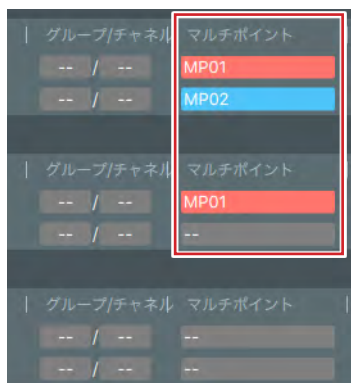 | グループ/チャネル マルチポイント
-- / -- MP01
-- / -- MP02
| グループ/チャネル マルチポイント
-- / -- MP01
-- / -- --
| グループ/チャネル マルチポイント |
-- / -- --
-- / -- --